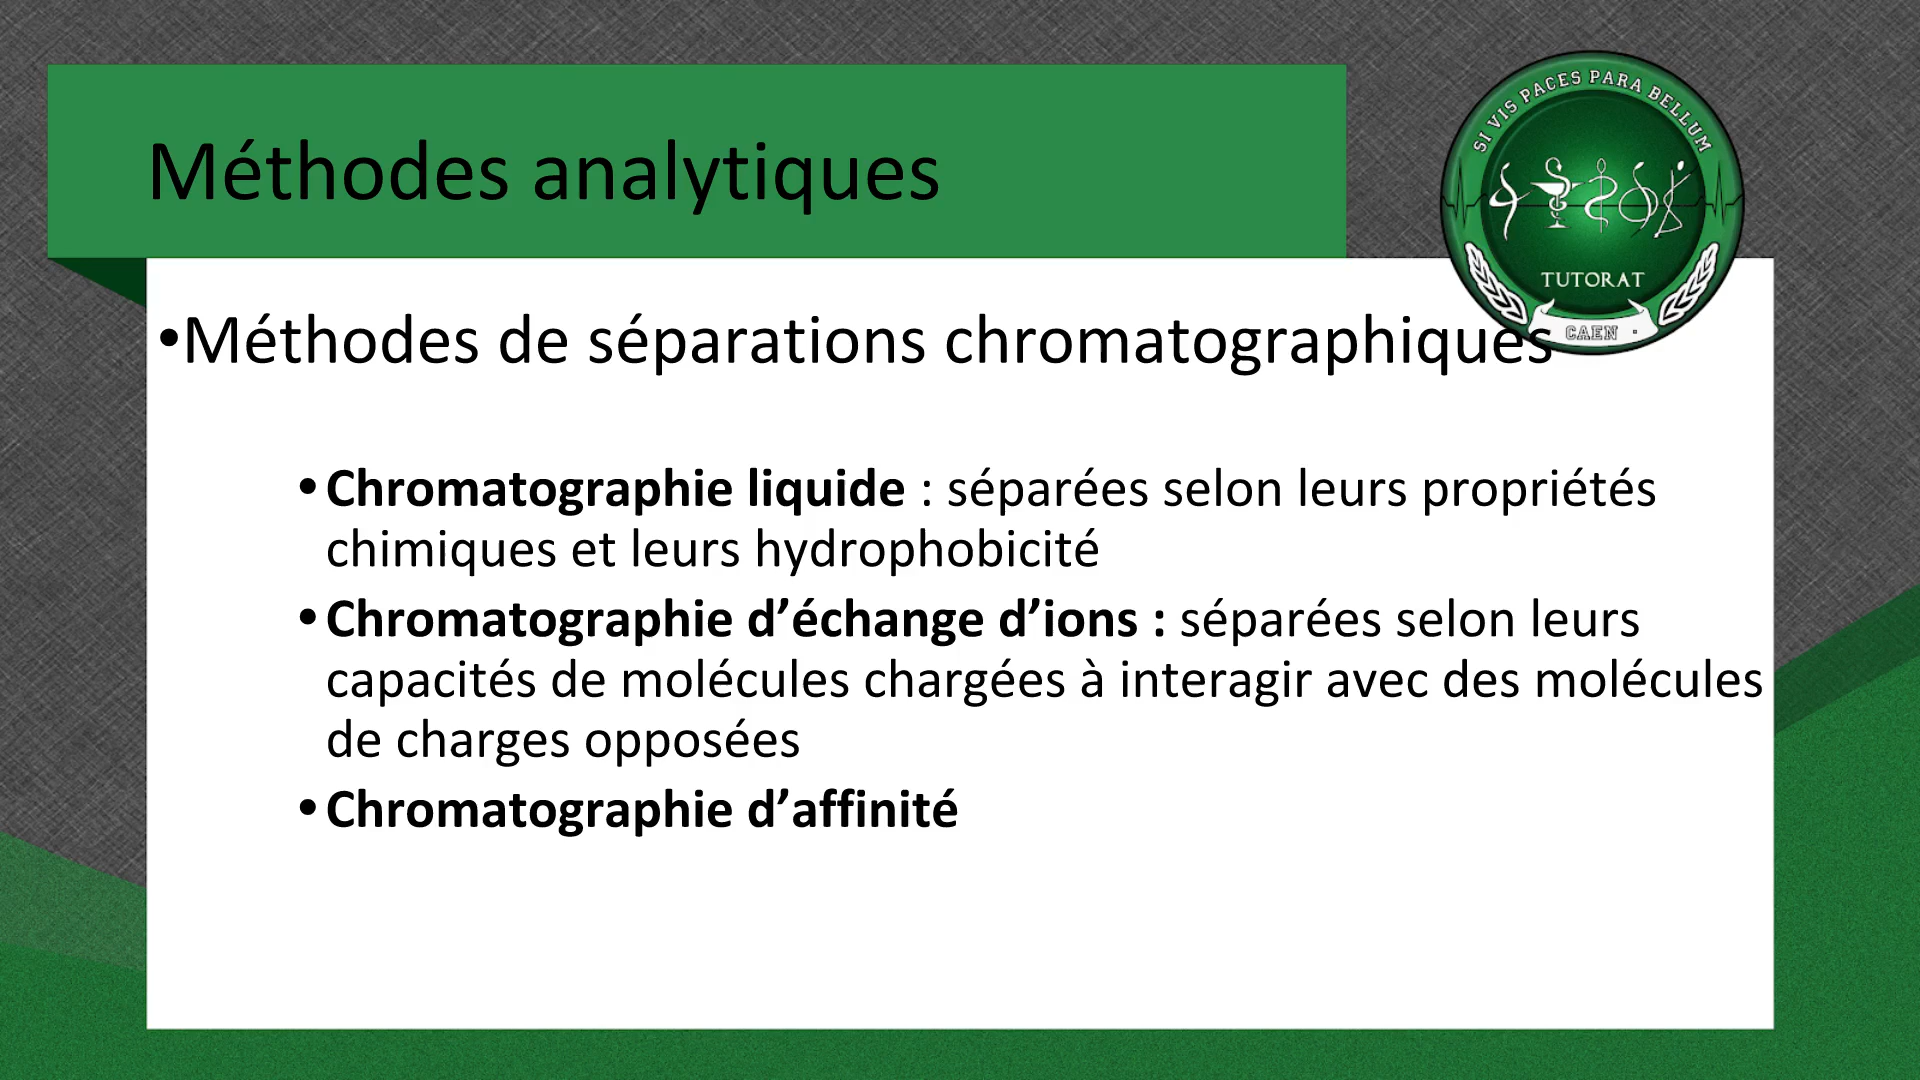 SI VIS PACES PARA BELLUM
Méthodes analytiques
TUTORAT
CAEN
•Méthodes de séparations chromatographiques
•Chromatographie liquide : séparées selon leurs propriétés
chimiques et leurs hydrophobicité
•Chromatographie d’échange d’ions : séparées selon leurs
capacités de molécules chargées à interagir avec des molécules
de charges opposées
•Chromatographie d’affinité